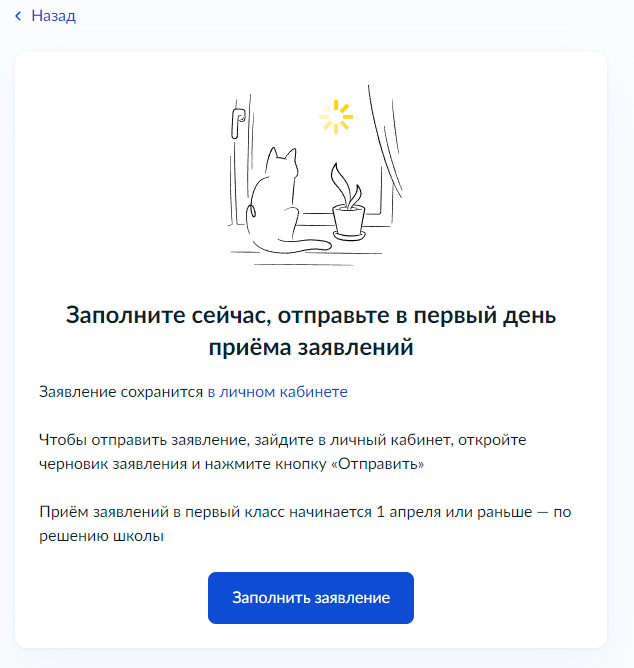 Назад
Заполните сейчас, отправьте в первый день
приёма заявлений
Заявление сохранится в личном кабинете
Чтобы отправить заявление, зайдите в личный кабинет, откройте
черновик заявления и нажмите кнопку «Отправить»
Приём заявлений в первый класс начинается 1 апреля или раньше — по
решению школы
Заполнить заявление